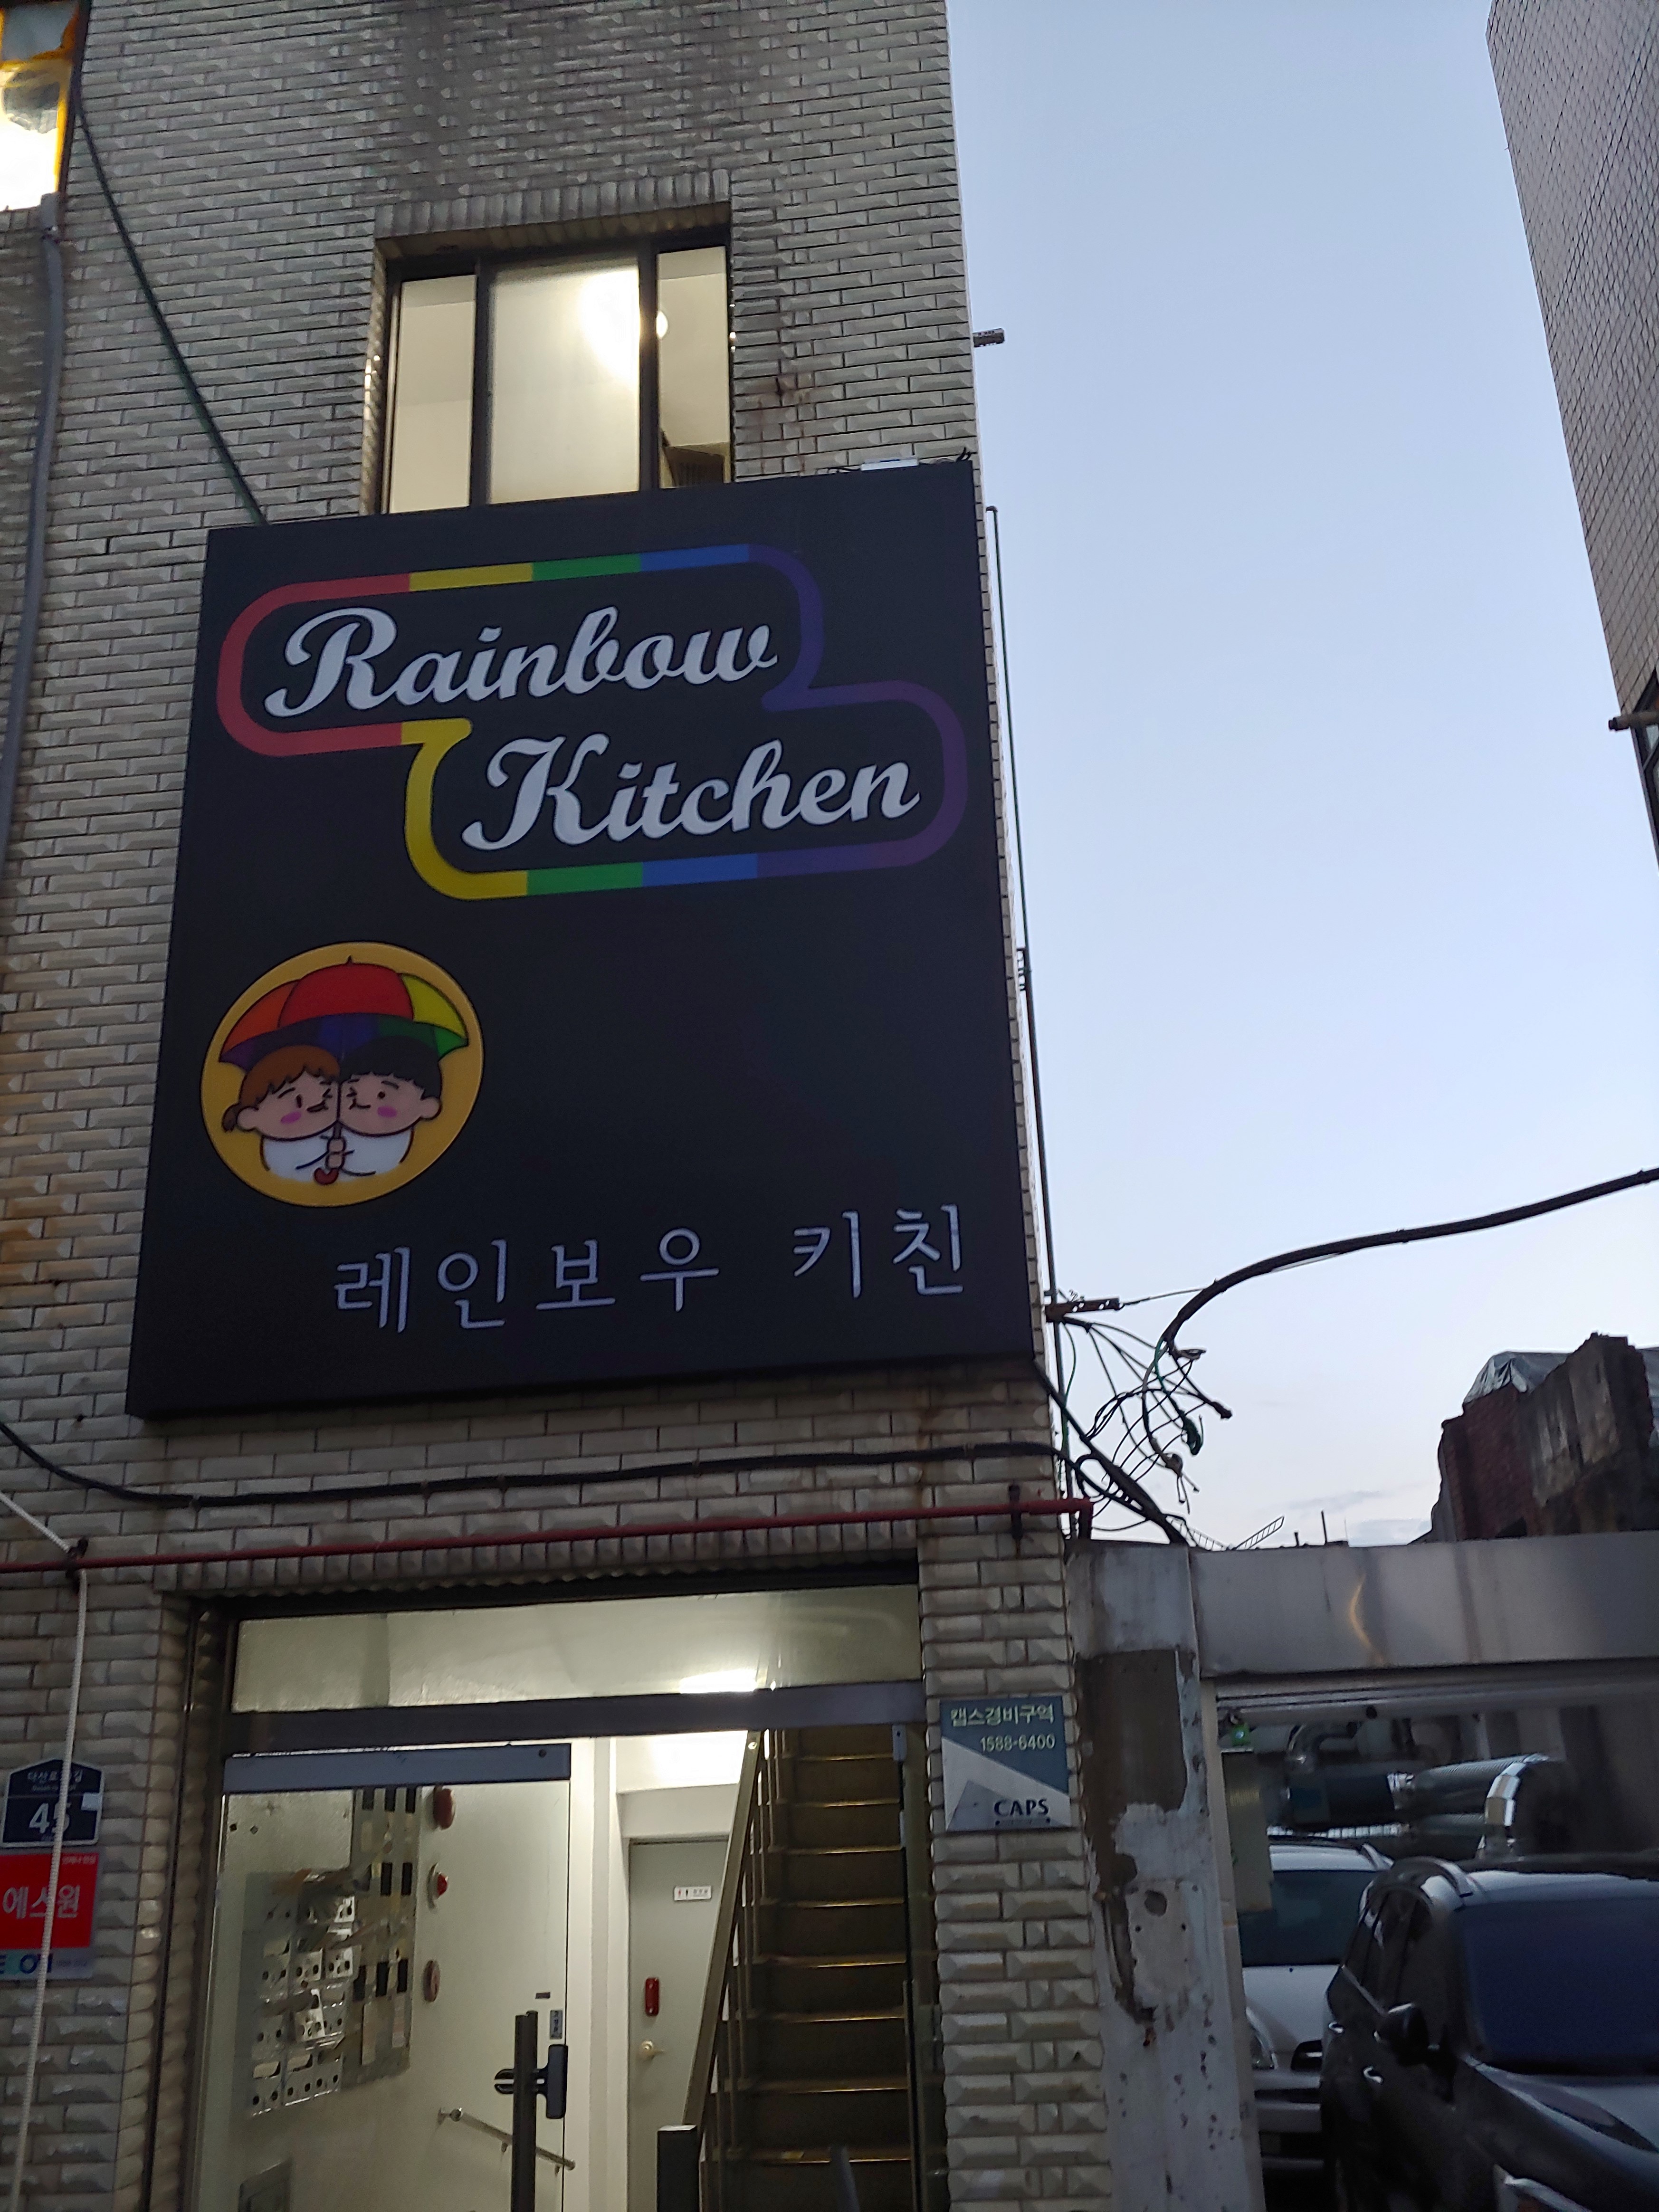 Rainbow
Kitchen
레인보우 키친
캡스경비구역
1588-6400
CAPS
45
에스원